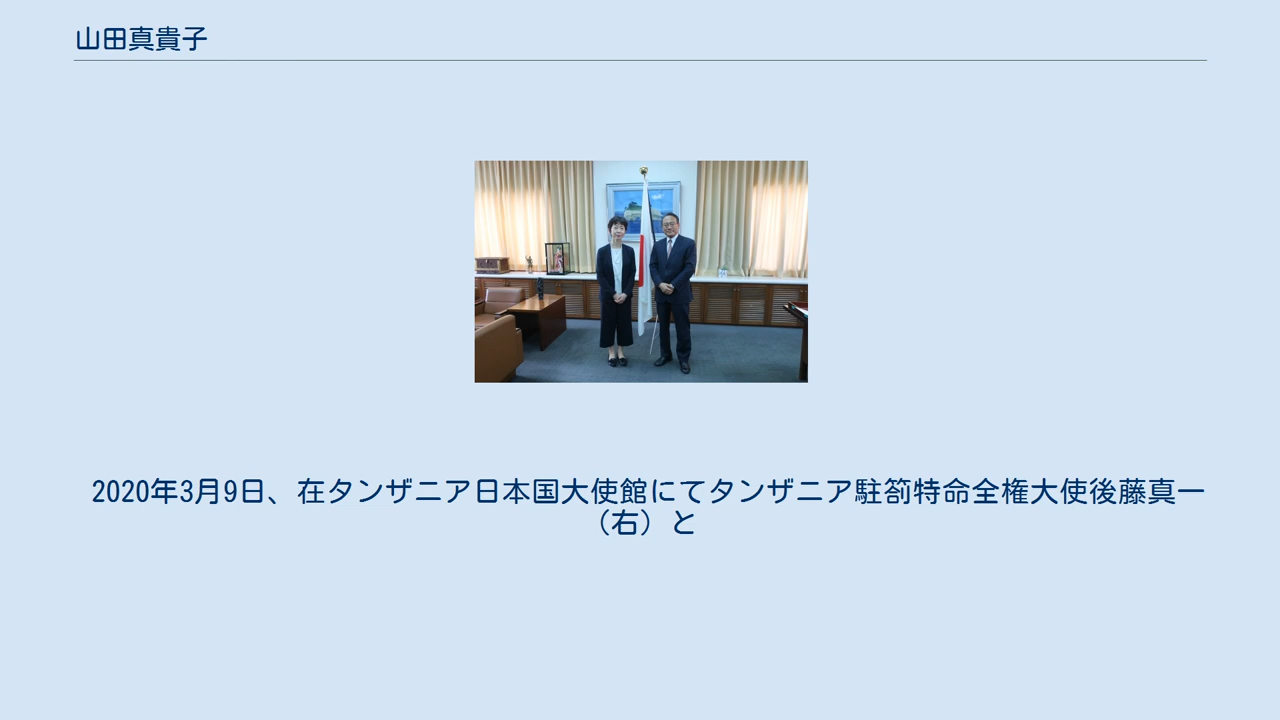 山田真貴子
2020年3月9日、在タンザニア日本国大使館にてタンザニア駐箚特命全権大使後藤真一
（右）と